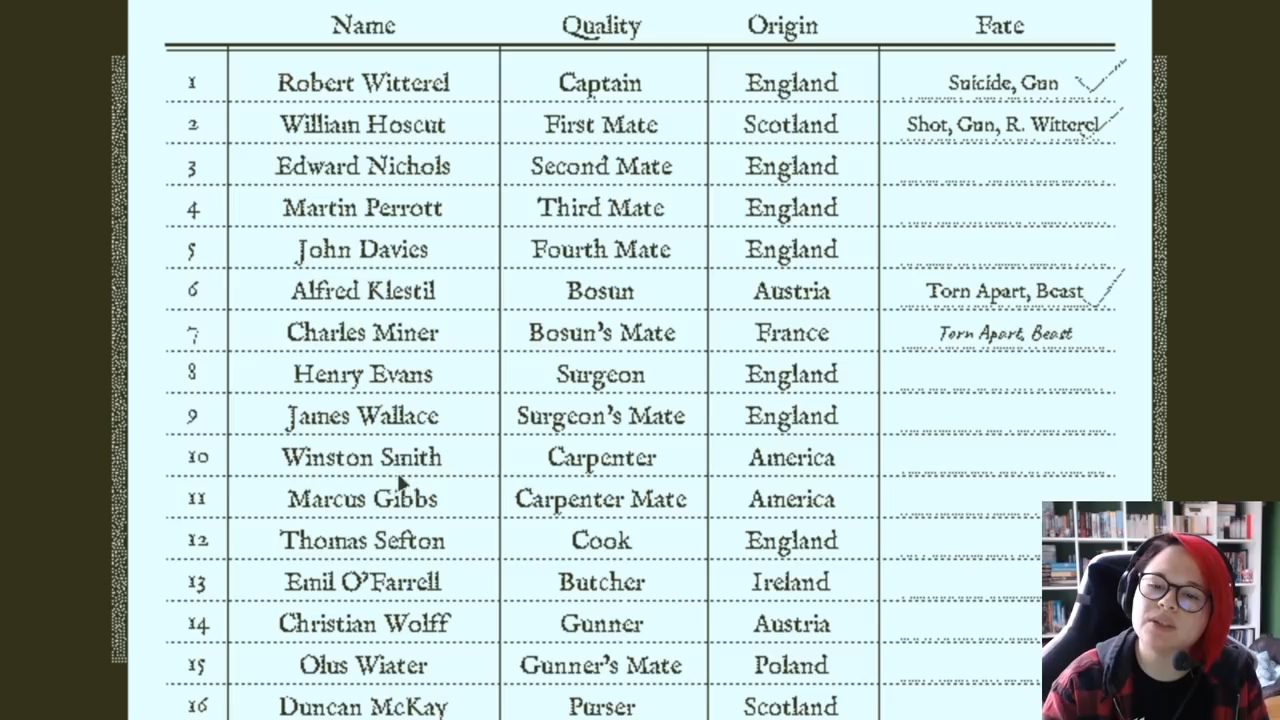 Name Quality Origin Fate
1 Robert Witterel Captain England Suicide, Gun
2 William Hoscut First Mate Scotland Shot, Gun, R. Witterel
3 Edward Nichols Second Mate England
4 Martin Perrott Third Mate England
5 John Davies Fourth Mate England
6 Alfred Klestil Bosun Austria Torn Apart, Beast
7 Charles Miner Bosun's Mate France Torn Apart, Beast
8 Henry Evans Surgeon England
9 James Wallace Surgeon's Mate England
10 Winston Smith Carpenter America
11 Marcus Gibbs Carpenter Mate America
12 Thomas Sefton Cook England
13 Emil O'Farrell Butcher Ireland
14 Christian Wolff Gunner Austria
15 Olus Wiater Gunner's Mate Poland
16 Duncan McKay Purser Scotland